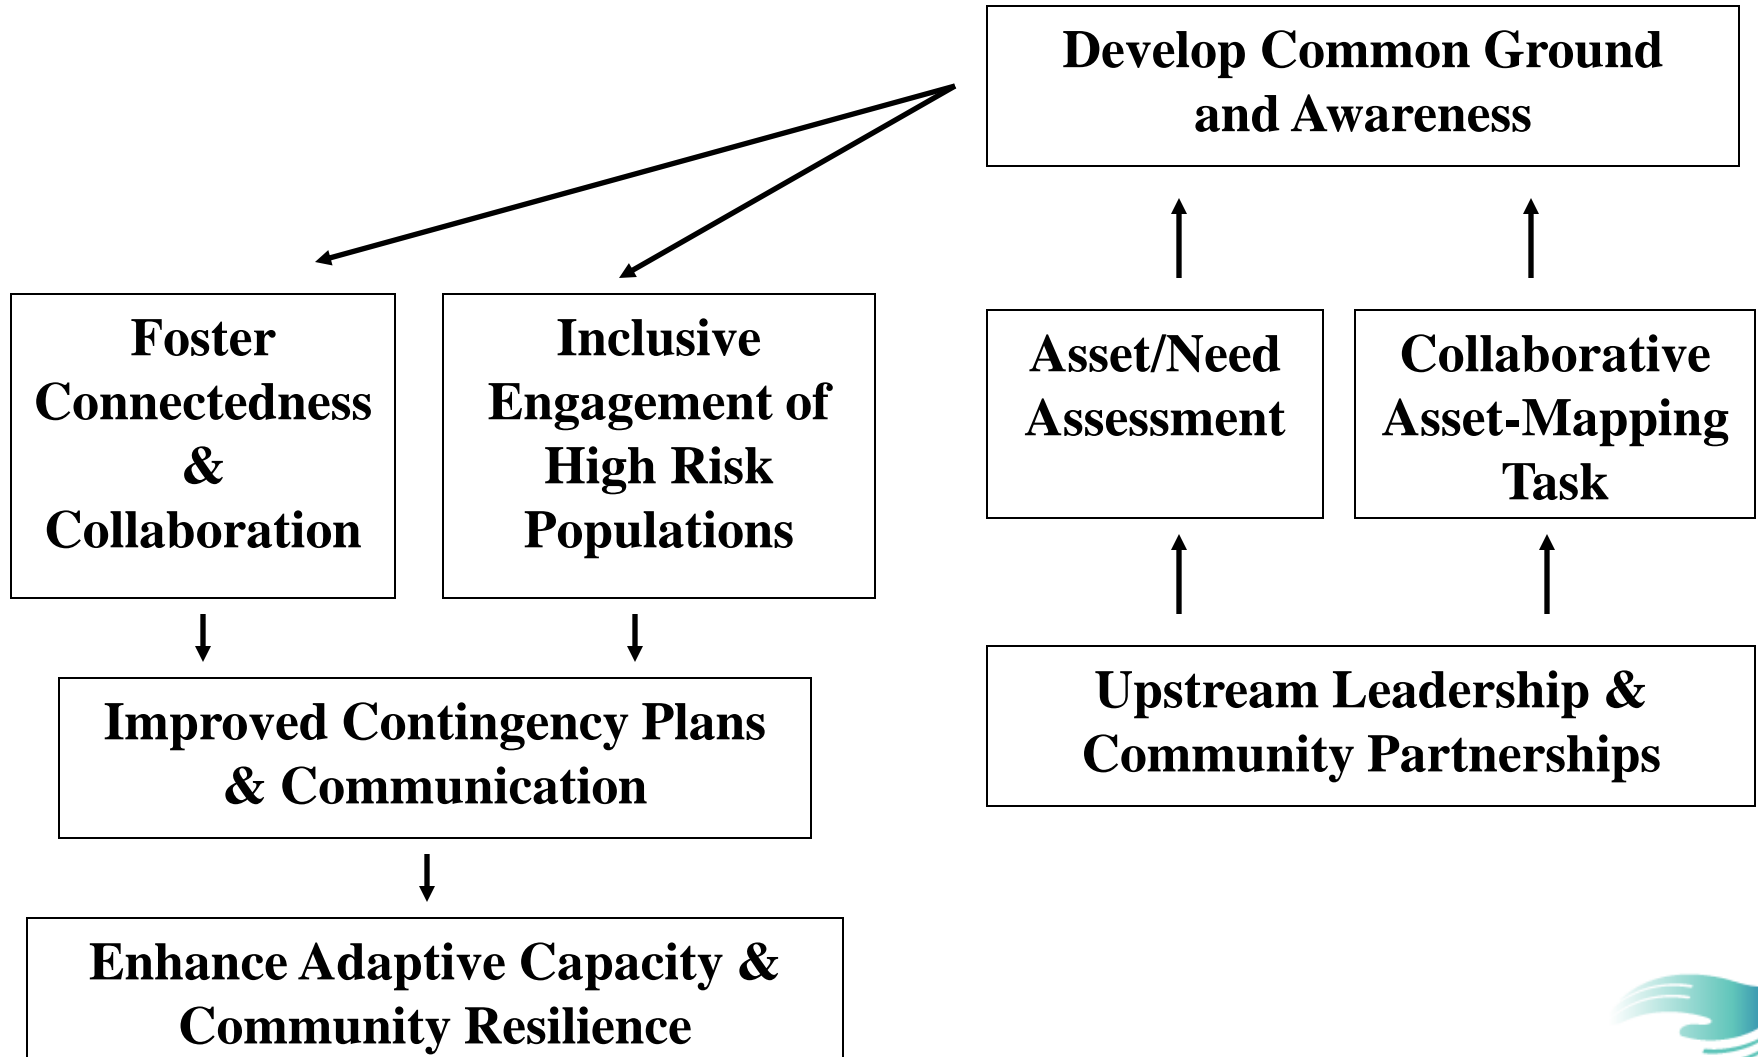 Develop Common Ground
and Awareness
Foster
Connectedness
&
Collaboration
Inclusive
Engagement of
High Risk
Populations
Asset/Need
Assessment
Collaborative
Asset-Mapping
Task
Improved Contingency Plans
& Communication
Upstream Leadership &
Community Partnerships
Enhance Adaptive Capacity &
Community Resilience